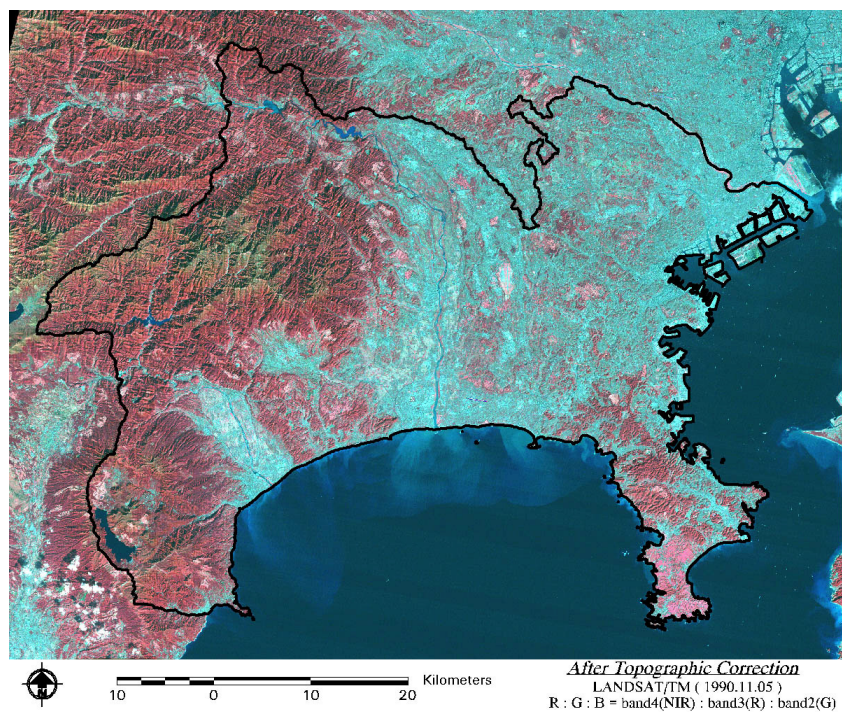 N
Kilometers
10 0 10 20
After Topographic Correction
LANDSAT/TM ( 1990.11.05 )
R : G : B = band4(NIR) : band3(R) : band2(G)